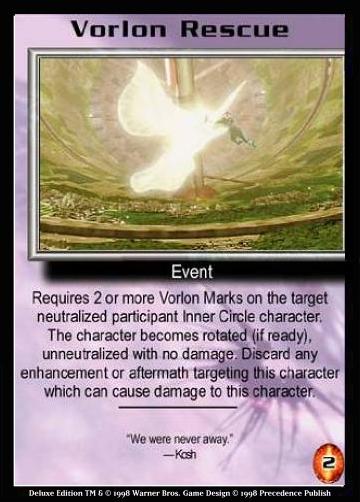 Vorlon Rescue
Event
Requires 2 or more Vorlon Marks on the target
neutralized participant Inner Circle character.
The character becomes rotated (if ready),
unneutralized with no damage. Discard any
enhancement or aftermath targeting this character
which can cause damage to this character.
“We were never away.”
—Kosh
2
Deluxe Edition TM & © 1998 Warner Bros. Game Design © 1998 Precedence Publish